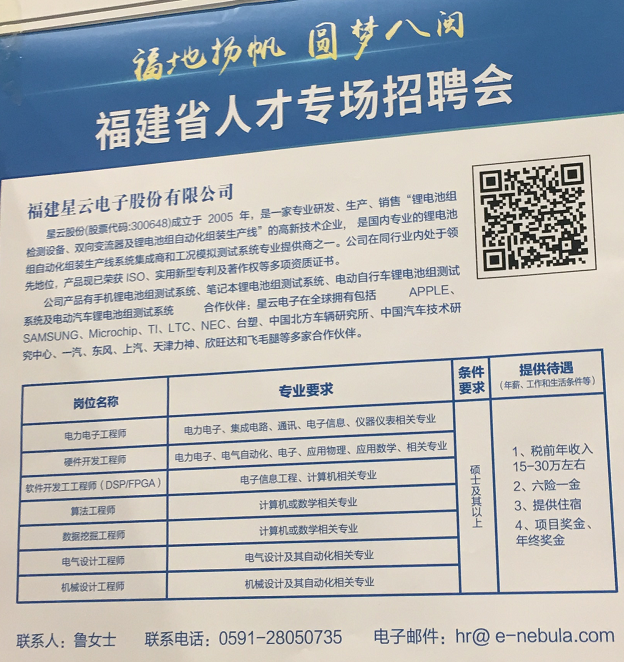 福地扬帆 圆梦八闽
福建省人才专场招聘会
福建星云电子股份有限公司
星云股份(股票代码:300648)成立于 2005 年，是一家专业研发、生产、销售“锂电池组
检测设备、双向变流器及锂电池组自动化组装生产线”的高新技术企业，是国内专业的锂电池
组自动化组装生产线系统集成商和工况模拟测试系统专业提供商之一。公司在同行业内处于领
先地位，产品现已荣获 ISO、实用新型专利及著作权等多项资质证书。
公司产品有手机锂电池组测试系统、笔记本锂电池组测试系统、电动自行车锂电池组测试
系统及电动汽车锂电池组测试系统 合作伙伴：星云电子在全球拥有包括 APPLE、
SAMSUNG、Microchip、TI、LTC、NEC、台塑、中国北方车辆研究所、中国汽车技术研
究中心、一汽、东风、上汽、天津力神、欣旺达和飞毛腿等多家合作伙伴。
岗位名称 专业要求 条件要求 提供待遇
（年薪、工作和生活条件等）
电力电子工程师 电力电子、集成电路、通讯、电子信息、仪器仪表相关专业
硬件开发工程师 电力电子、电气自动化、电子、应用物理、应用数学、相关专业
软件开发工工程师（DSP/FPGA） 电子信息工程、计算机相关专业
算法工程师 计算机或数学相关专业
数据挖掘工程师 计算机或数学相关专业
电气设计工程师 电气设计及其自动化相关专业
机械设计工程师 机械设计及其自动化相关专业
硕士及其以上
1、税前年收入
15-30万左右
2、六险一金
3、提供住宿
4、项目奖金、
年终奖金
联系人：鲁女士 联系电话：0591-28050735 电子邮件：hr@ e-nebula.com